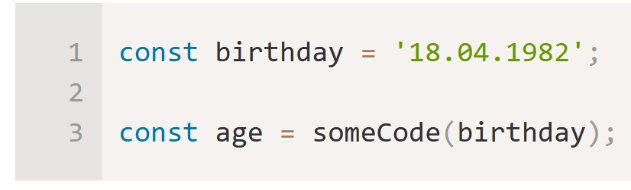 1 const birthday = '18.04.1982';
2
3 const age = someCode(birthday);